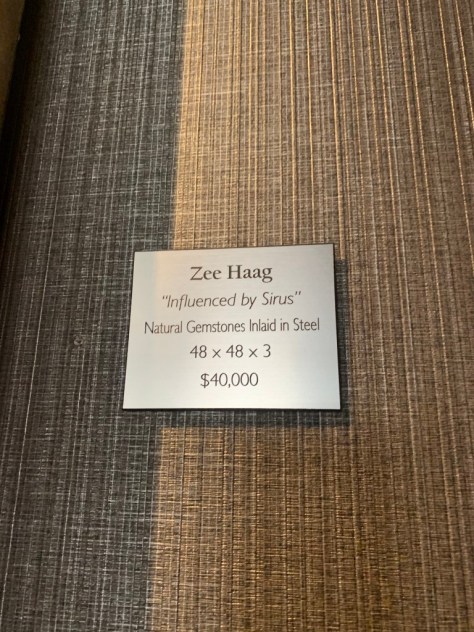 Zee Haag
“Influenced by Sirus”
Natural Gemstones Inlaid in Steel
48 x 48 x 3
$40,000